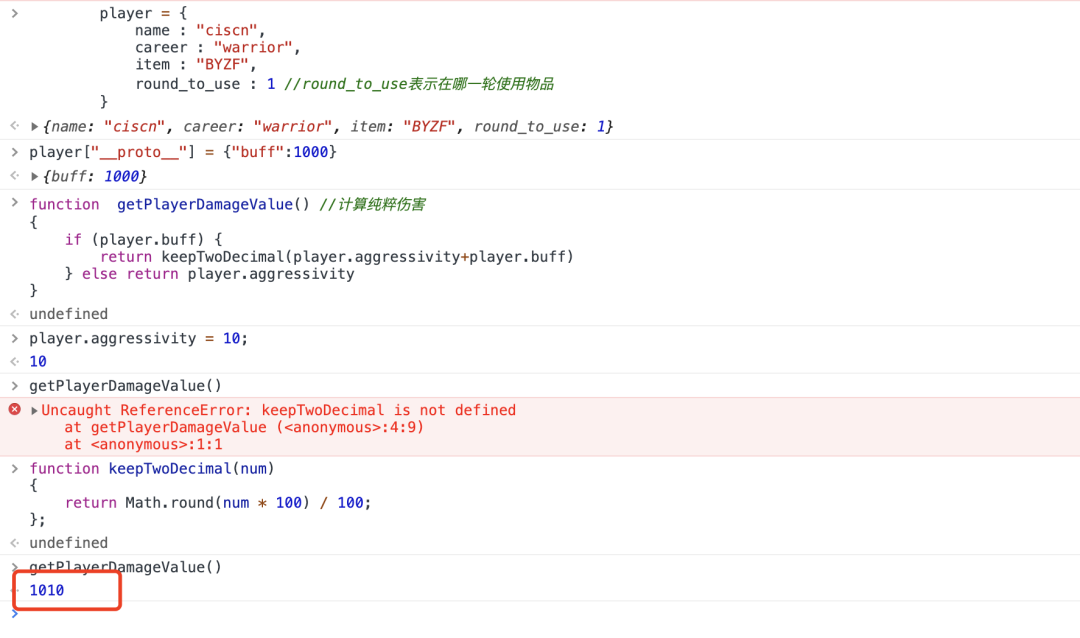 player = {
name : "ciscn",
career : "warrior",
item : "BYZF",
round_to_use : 1 //round_to_use表示在哪一轮使用物品
}
{name: "ciscn", career: "warrior", item: "BYZF", round_to_use: 1}
player["__proto__"] = {"buff":1000}
{buff: 1000}
function  getPlayerDamageValue() //计算纯粹伤害
{
if (player.buff) {
return keepTwoDecimal(player.aggressivity+player.buff)
} else return player.aggressivity
}
undefined
player.aggressivity = 10;
10
getPlayerDamageValue()
Uncaught ReferenceError: keepTwoDecimal is not defined
at getPlayerDamageValue (<anonymous>:4:9)
at <anonymous>:1:1
function keepTwoDecimal(num)
{
return Math.round(num * 100) / 100;
};
undefined
getPlayerDamageValue()
1010